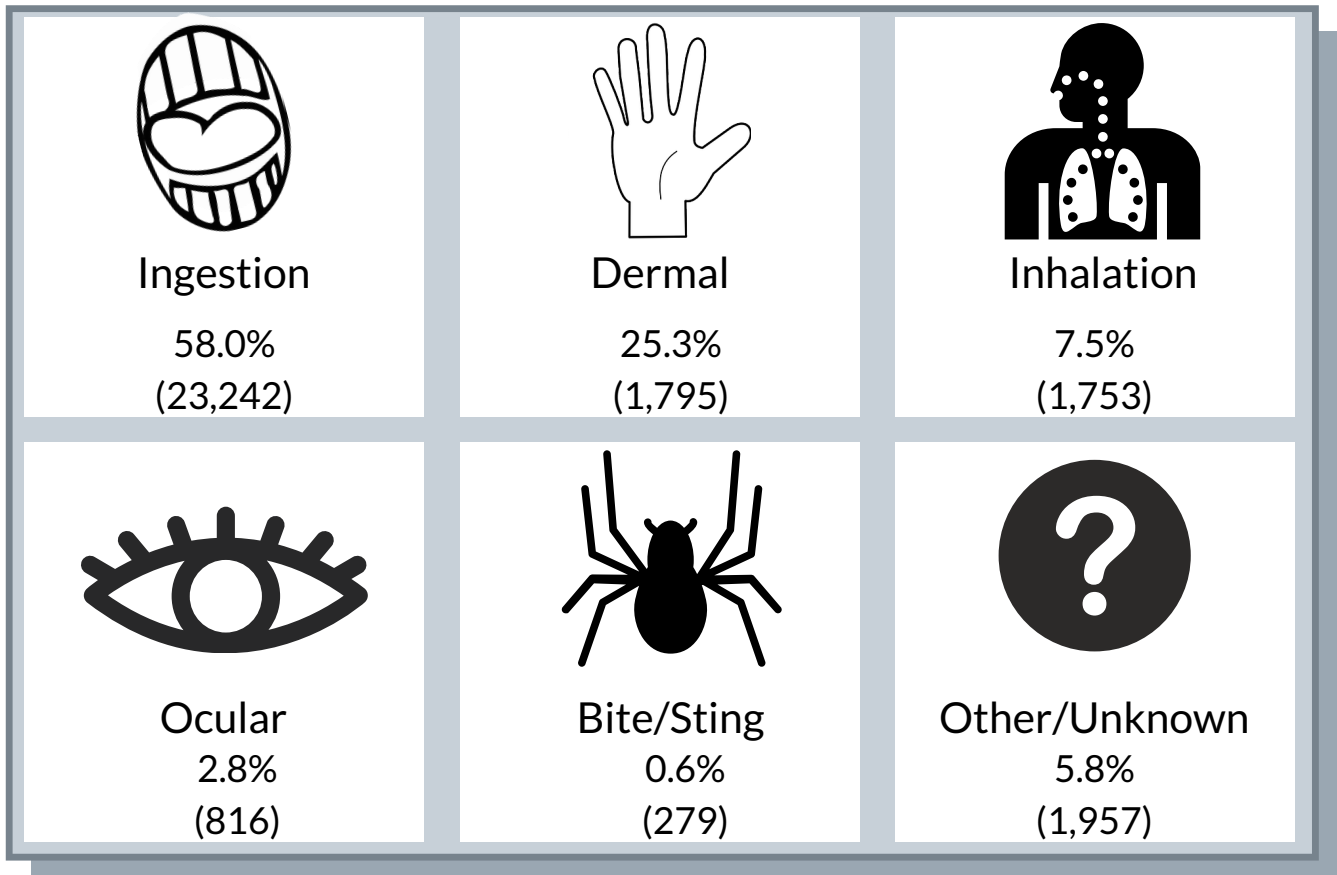 Ingestion
58.0%
(23,242)
Dermal
25.3%
(1,795)
Inhalation
7.5%
(1,753)
Ocular
2.8%
(816)
Bite/Sting
0.6%
(279)
Other/Unknown
5.8%
(1,957)